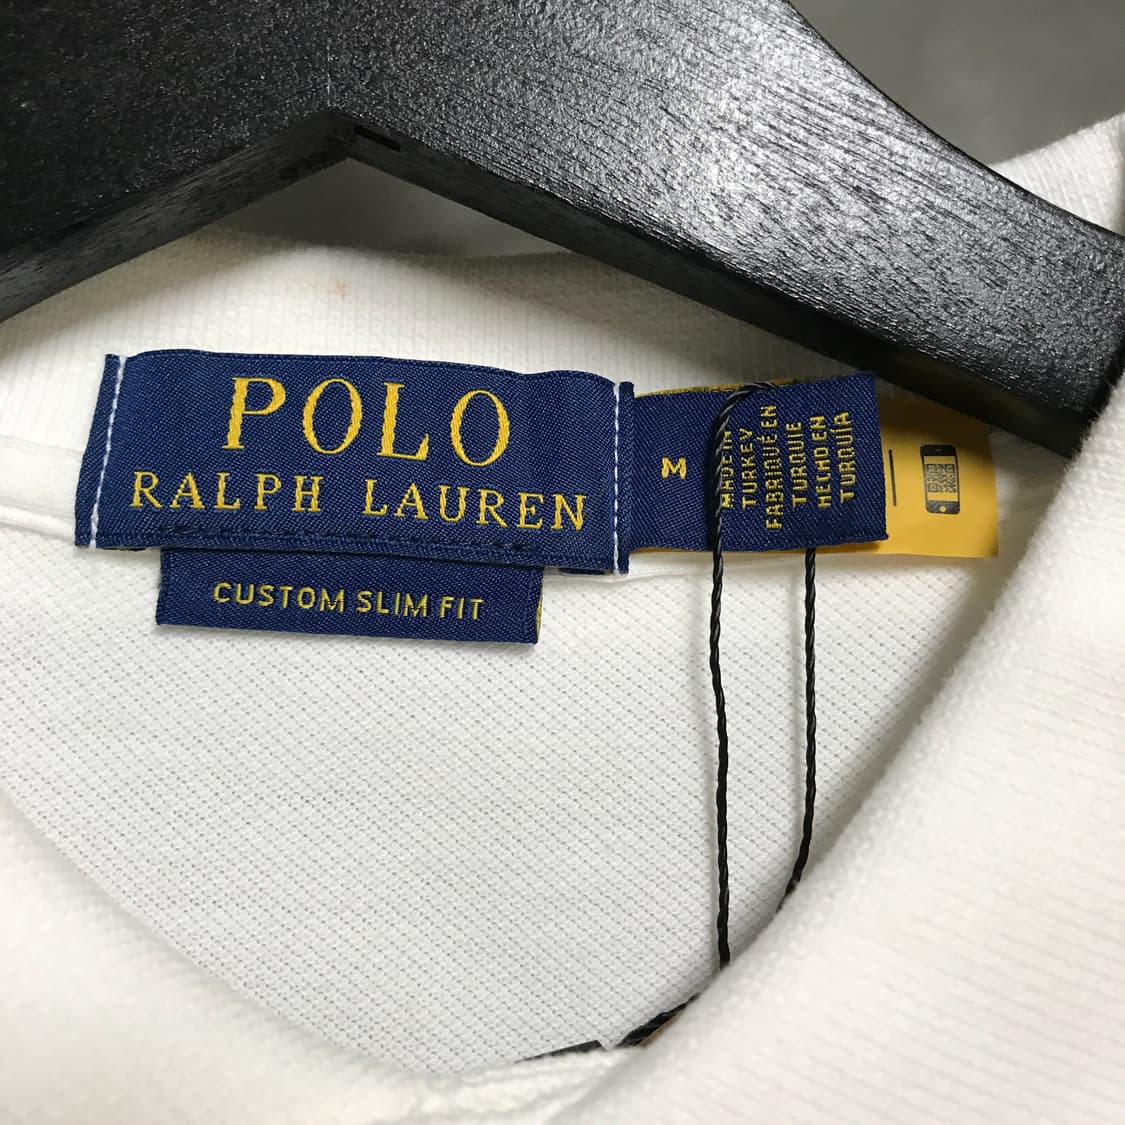 POLO
RALPH LAUREN
CUSTOM SLIM FIT
M
MADE IN
TURKEY
FABRIQUÉ EN
TURQUIE
HECHO EN
TURQUÍA